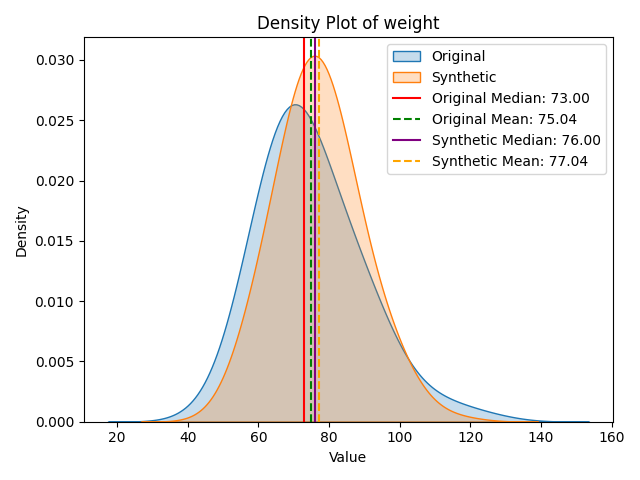 Density Plot of weight
Original
Synthetic
Original Median: 73.00
Original Mean: 75.04
Synthetic Median: 76.00
Synthetic Mean: 77.04
Density
0.030
0.025
0.020
0.015
0.010
0.005
0.000
20 40 60 80 100 120 140 160
Value